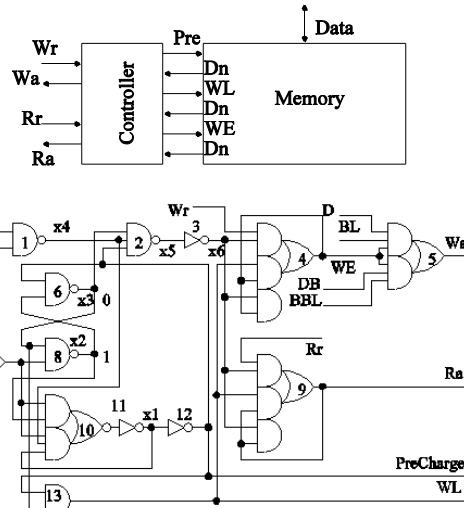 Data
Wr
Pre
Dn
Wa
WL
Controller
Memory
Dn
Rr
WE
Dn
Ra
Wr
D
x4
3
BL
1
2
x5
x6
4
WE
5
DB
BBL
6
x3
0
x2
8
1
Rr
9
Ra
11
x1
12
10
PreCharge
WL
13